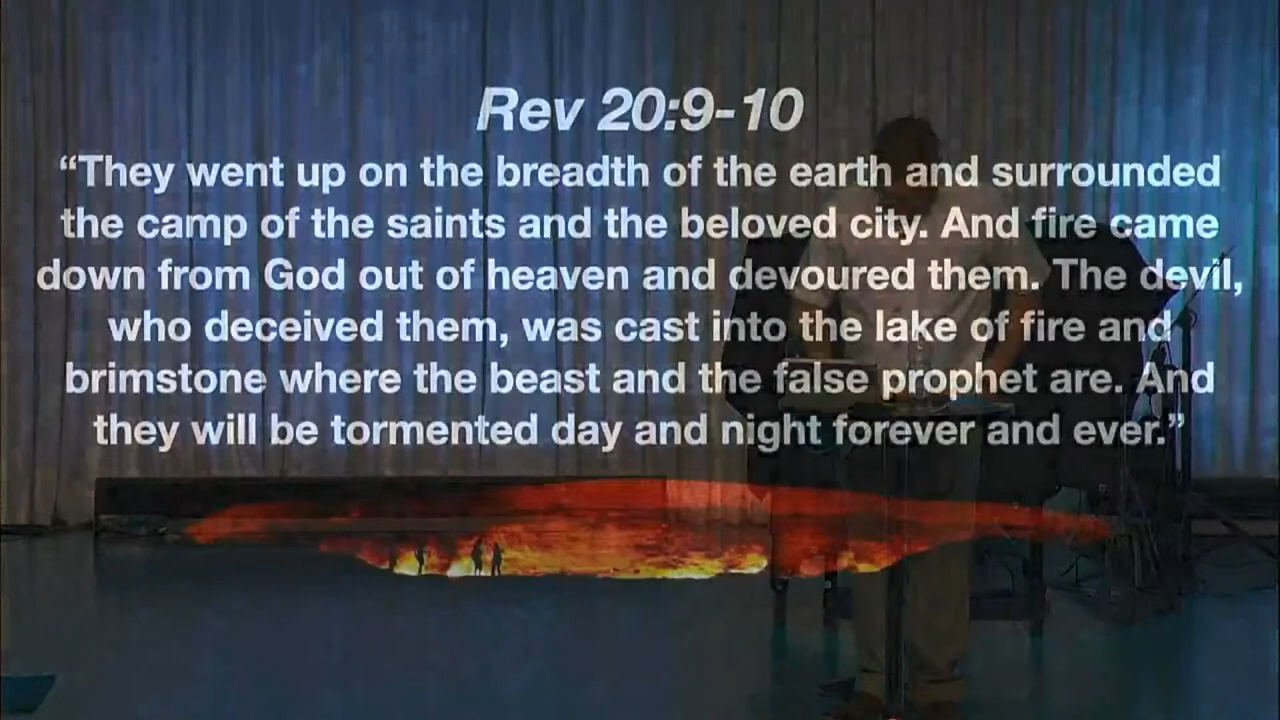 Rev 20:9-10
“They went up on the breadth of the earth and surrounded
the camp of the saints and the beloved city. And fire came
down from God out of heaven and devoured them. The devil,
who deceived them, was cast into the lake of fire and
brimstone where the beast and the false prophet are. And
they will be tormented day and night forever and ever.”